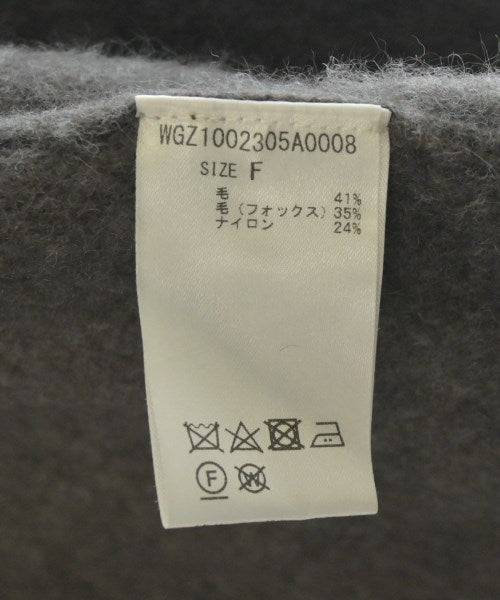 WGZ1002305A0008
SIZE F
毛 41%
毛 (フォックス) 35%
ナイロン 24%
F
W